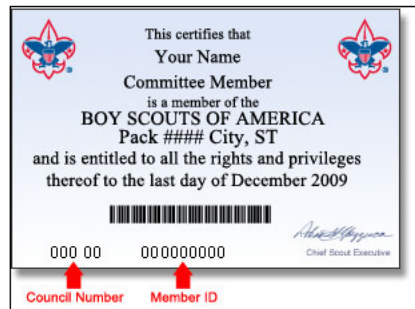 This certifies that
Your Name
Committee Member
is a member of the
BOY SCOUTS OF AMERICA
Pack #### City, ST
and is entitled to all the rights and privileges
thereof to the last day of December 2009
000 00 000000000
Chief Scout Executive
Council Number Member ID